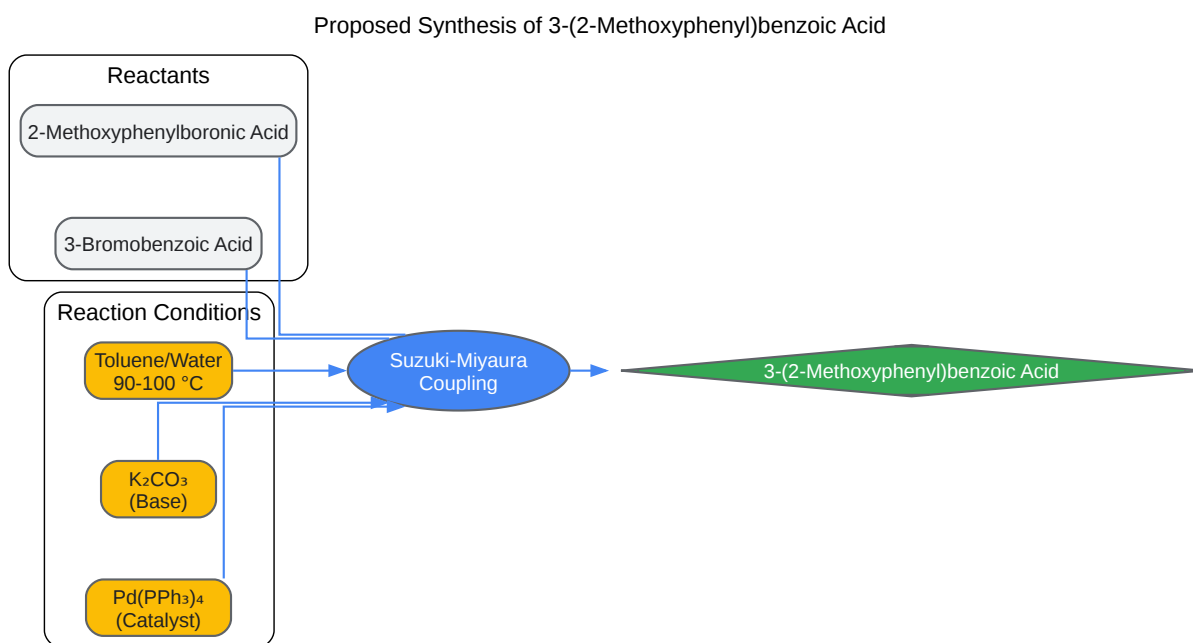 Proposed Synthesis of 3-(2-Methoxyphenyl)benzoic Acid
Reactants
2-Methoxyphenylboronic Acid
3-Bromobenzoic Acid
Reaction Conditions
Toluene/Water
90-100 °C
K₂CO₃
(Base)
Pd(PPh₃)₄
(Catalyst)
Suzuki-Miyaura
Coupling
3-(2-Methoxyphenyl)benzoic Acid